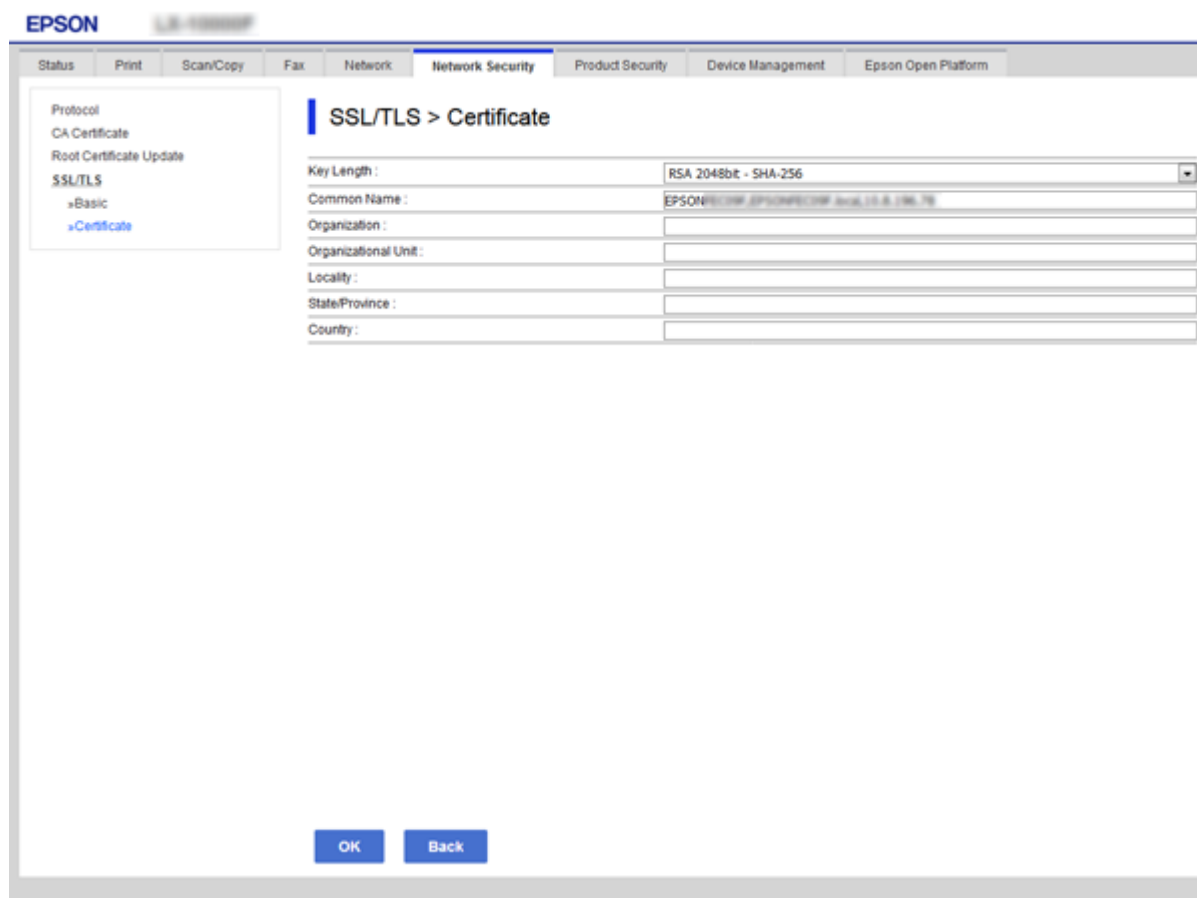 EPSON
Status Print Scan/Copy Fax Network Network Security Product Security Device Management Epson Open Platform
Protocol
CA Certificate
Root Certificate Update
SSL/TLS
»Basic
»Certificate
SSL/TLS > Certificate
Key Length : RSA 2048bit - SHA-256
Common Name : EPSON
Organization :
Organizational Unit :
Locality :
State/Province :
Country :
OK Back